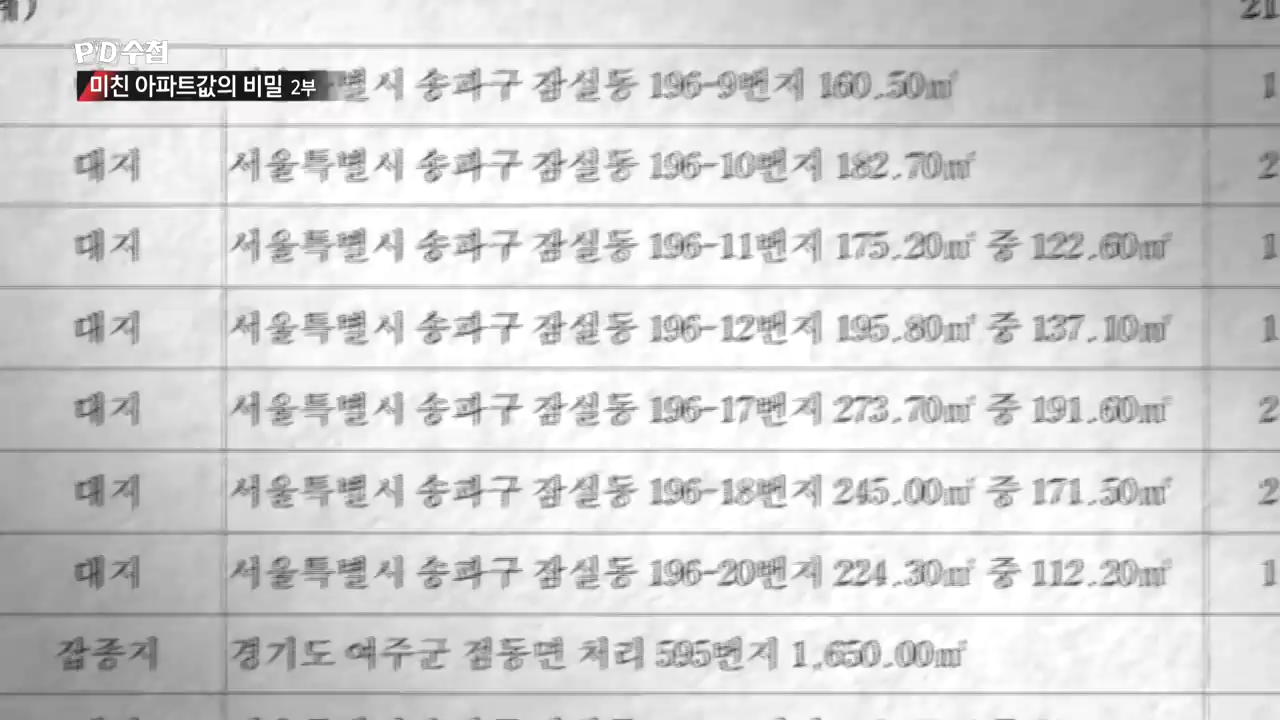 PD수첩
미친 아파트값의 비밀 2부
별시 송파구 잠실동 196-9번지 160.50㎡ 1
대지 서울특별시 송파구 잠실동 196-10번지 182.70㎡ 2
대지 서울특별시 송파구 잠실동 196-11번지 175.20㎡ 중 122.60㎡ 1
대지 서울특별시 송파구 잠실동 196-12번지 195.80㎡ 중 137.10㎡ 1
대지 서울특별시 송파구 잠실동 196-17번지 273.70㎡ 중 191.60㎡ 2
대지 서울특별시 송파구 잠실동 196-18번지 245.00㎡ 중 171.50㎡ 2
대지 서울특별시 송파구 잠실동 196-20번지 224.30㎡ 중 112.20㎡ 1
잡종지 경기도 여주군 점동면 처리 595번지 1,650.00㎡